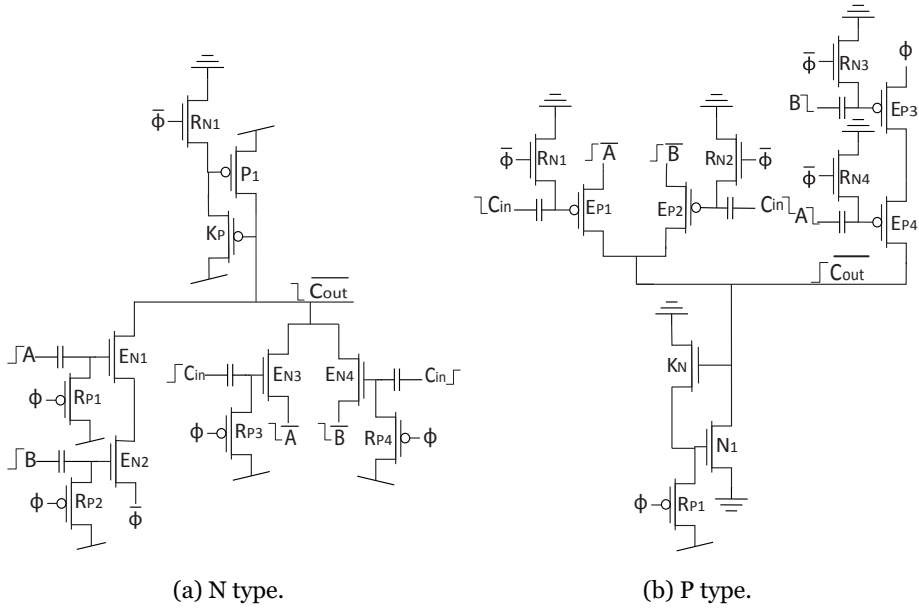 φ̅ RN1
P1
KP
Cout
A EN1
φ RP1
B EN2
φ RP2
φ̅
Cin EN3
EN4 Cin
φ RP3
A̅
B̅
RP4 φ
(a) N type.
φ̅ RN3
φ
B EP3
φ̅ RN1
A̅
B̅
RN2 φ̅
φ̅ RN4
Cin EP1
EP2 Cin
A EP4
Cout
KN
N1
φ RP1
(b) P type.